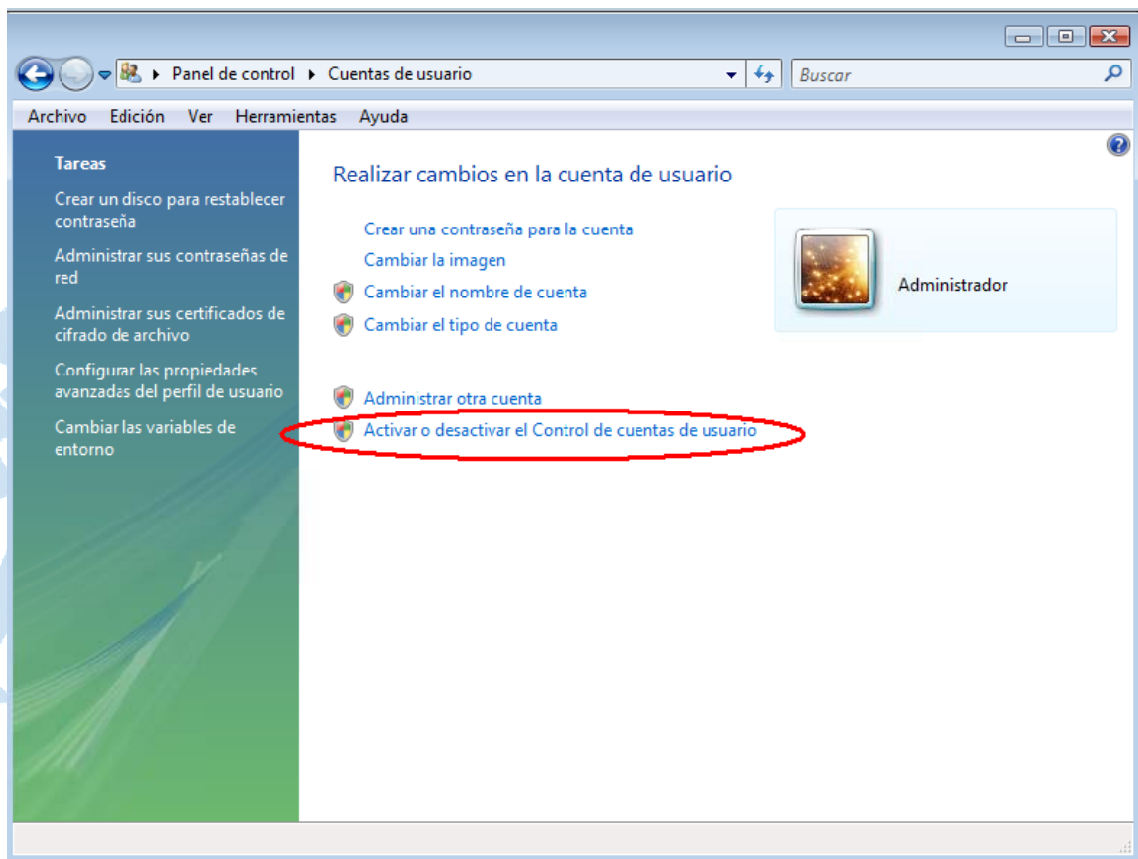 Panel de control
Cuentas de usuario
Buscar
Archivo Edición Ver Herramientas Ayuda
Tareas
Crear un disco para restablecer
contraseña
Administrar sus contraseñas de
red
Administrar sus certificados de
cifrado de archivo
Configurar las propiedades
avanzadas del perfil de usuario
Cambiar las variables de
entorno
Realizar cambios en la cuenta de usuario
Crear una contraseña para la cuenta
Cambiar la imagen
Cambiar el nombre de cuenta
Cambiar el tipo de cuenta
Administrar otra cuenta
Activar o desactivar el Control de cuentas de usuario
Administrador